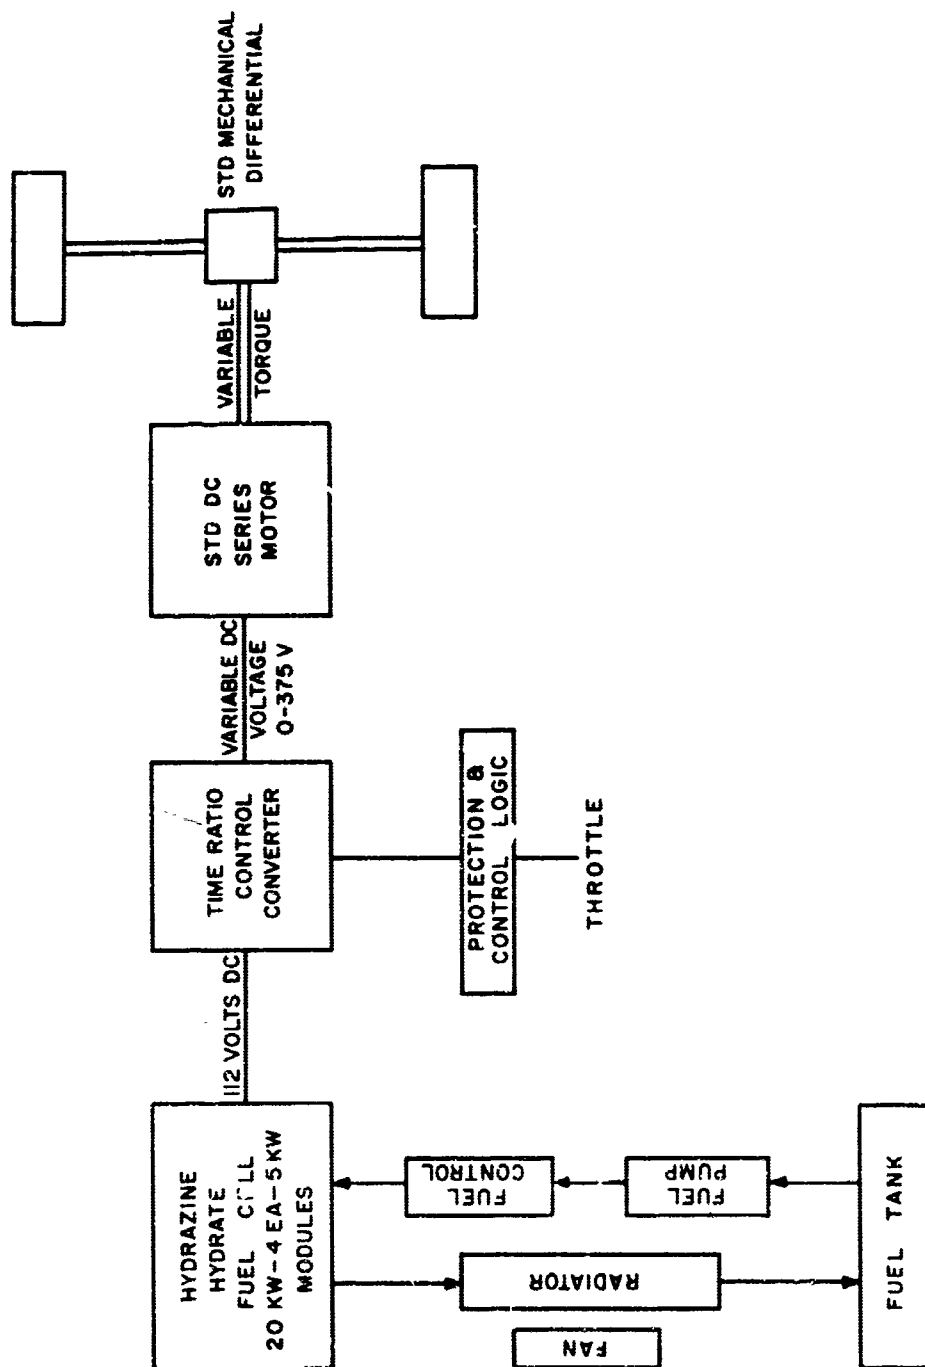 HYDRAZINE
HYDRATE
FUEL CELL
20 KW-4 EA-5 KW
MODULES
112 VOLTS DC
TIME RATIO
CONTROL
CONVERTER
VARIABLE DC
VOLTAGE
0-375 V
STD DC
SERIES
MOTOR
VARIABLE
TORQUE
STD MECHANICAL
DIFFERENTIAL
PROTECTION &
CONTROL LOGIC
THROTTLE
FUEL
CONTROL
FUEL
PUMP
RADIATOR
FAN
FUEL TANK